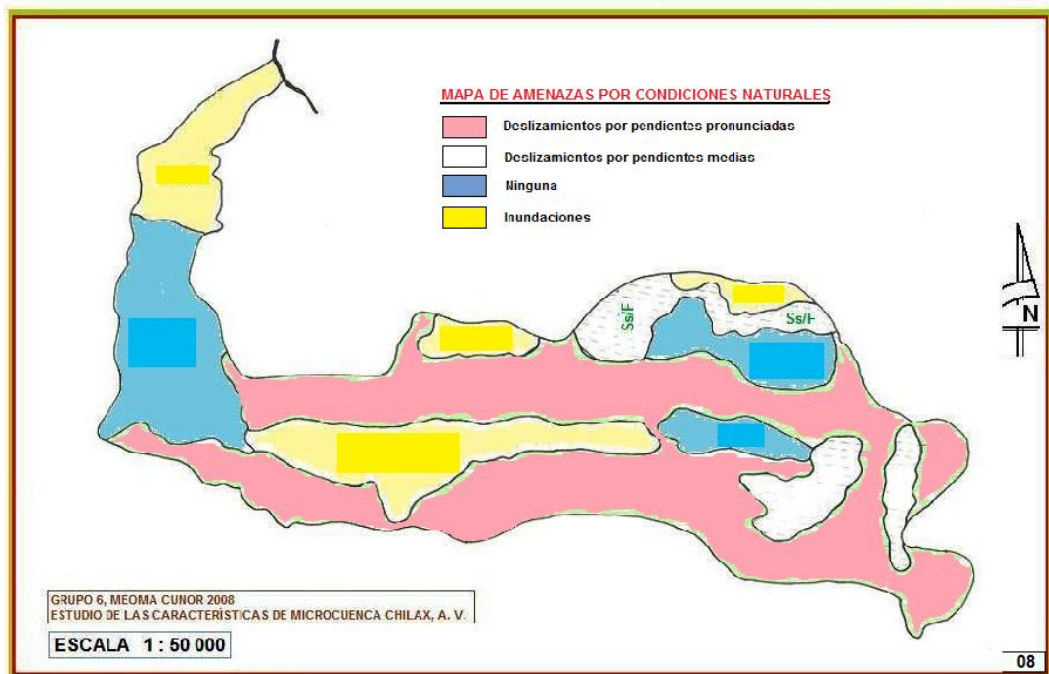 MAPA DE AMENAZAS POR CONDICIONES NATURALES
Deslizamientos por pendientes pronunciadas
Deslizamientos por pendientes medias
Ninguna
Inundaciones
Ss/F
Ss/F
N
GRUPO 6, MEOMA CUNOR 2008
ESTUDIO DE LAS CARACTERÍSTICAS DE MICROCUENCA CHILAX, A. V.
ESCALA 1 : 50 000
08